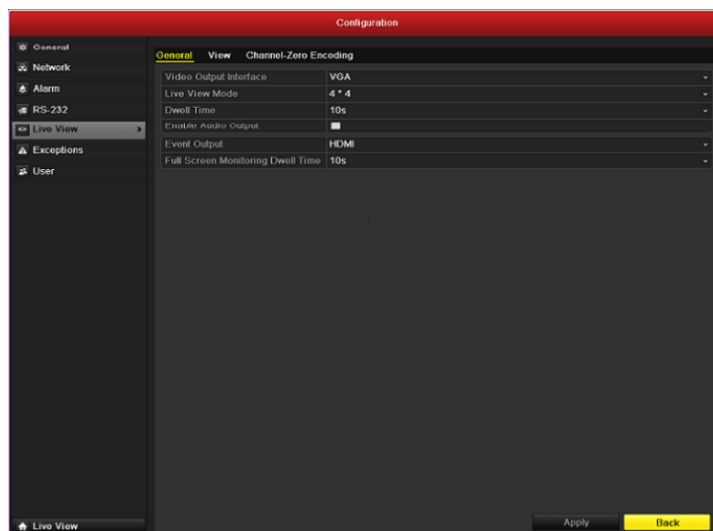 Configuration
General
Network
Alarm
RS-232
Live View
Exceptions
User
General View Channel-Zero Encoding
Video Output Interface VGA
Live View Mode 4 * 4
Dwell Time 10s
Enable Audio Output
Event Output HDMI
Full Screen Monitoring Dwell Time 10s
Live View
Apply Back